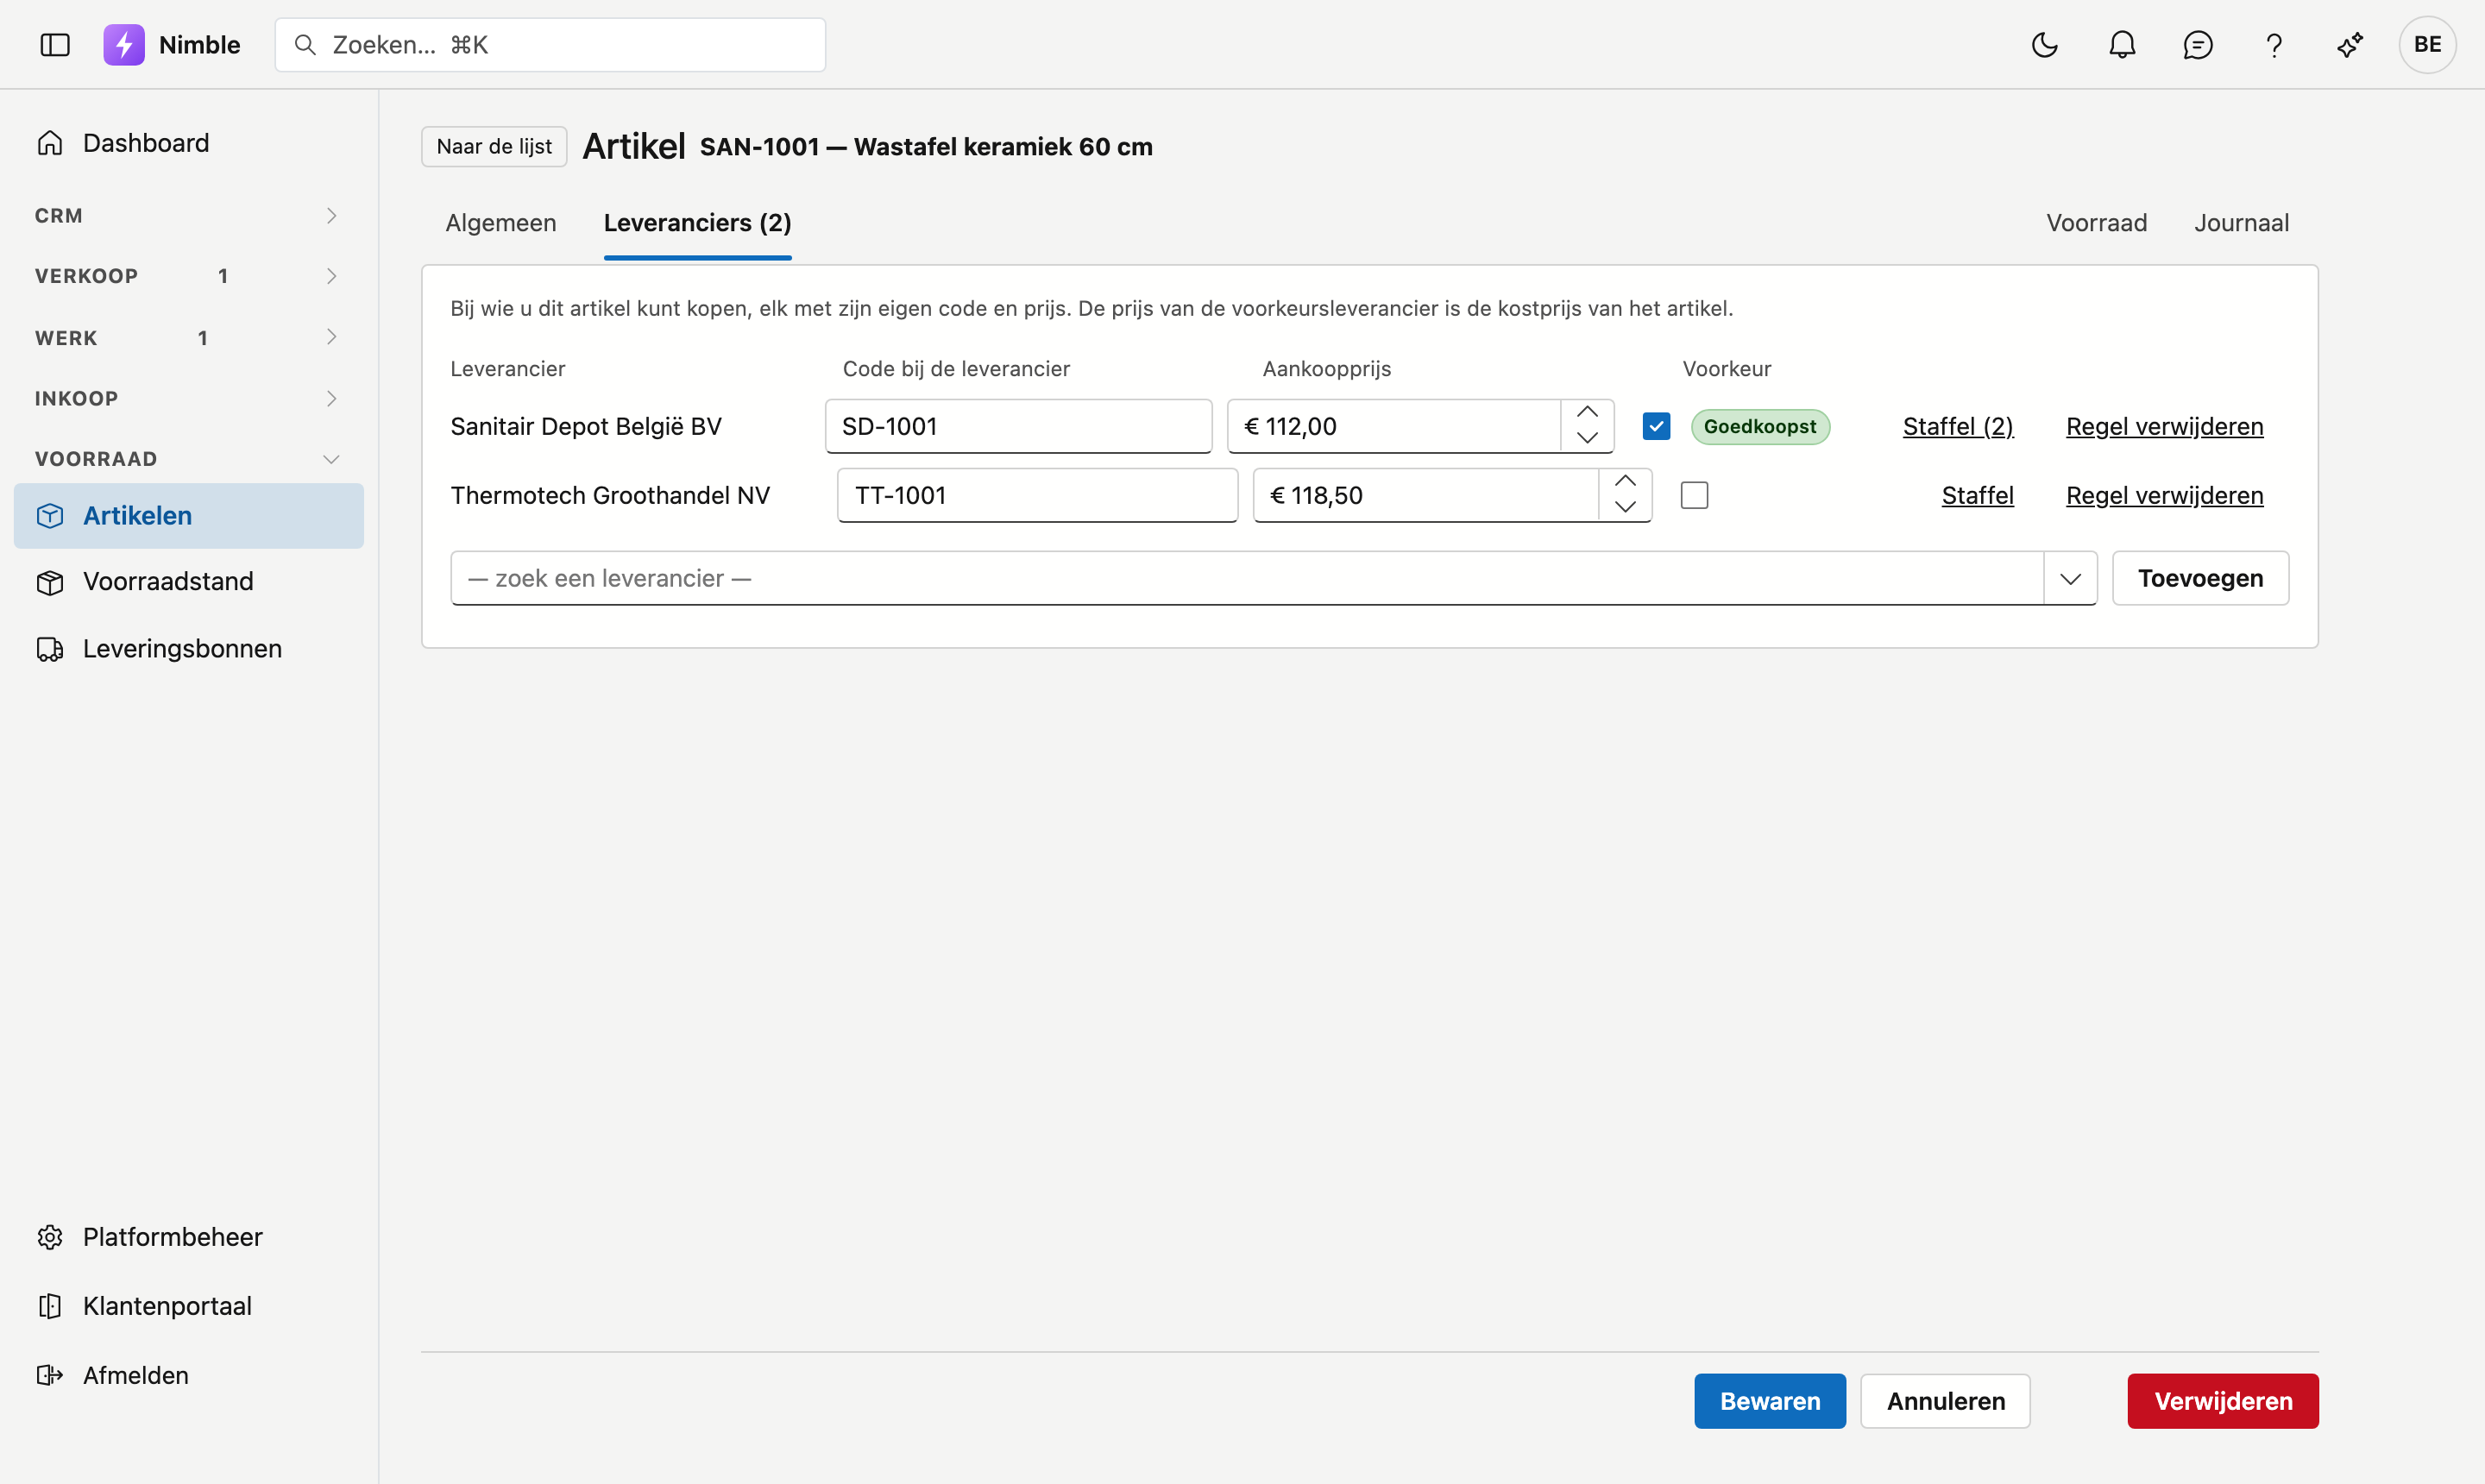 Nimble
Zoeken... ⌘K
BE
Dashboard
CRM
VERKOOP 1
WERK 1
INKOOP
VOORRAAD
Artikelen
Voorraadstand
Leveringsbonnen
Platformbeheer
Klantenportaal
Afmelden
Naar de lijst Artikel SAN-1001 — Wastafel keramiek 60 cm
Algemeen Leveranciers (2) Voorraad Journaal
Bij wie u dit artikel kunt kopen, elk met zijn eigen code en prijs. De prijs van de voorkeursleverancier is de kostprijs van het artikel.
Leverancier Code bij de leverancier Aankoopprijs Voorkeur
Sanitair Depot België BV SD-1001 € 112,00 Goedkoopst Staffel (2) Regel verwijderen
Thermotech Groothandel NV TT-1001 € 118,50 Staffel Regel verwijderen
— zoek een leverancier — Toevoegen
Bewaren Annuleren Verwijderen